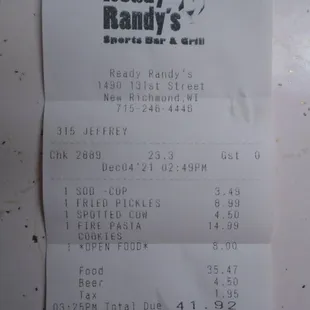 Ready
Randy's
Sports Bar & Grill
Ready Randy's
1490 131st Street
New Richmond,WI
715-246-4448
315 JEFFREY
Chk 2889 23.3 Gst 0
Dec04'21 02:49PM
1 SOD -CUP 3.49
1 FRIED PICKLES 8.99
1 SPOTTED COW 4.50
1 FIRE PASTA 14.99
COOKIES
1 *OPEN FOOD* 8.00
Food 35.47
Beer 4.50
Tax 1.95
03:25PM Total Due 41.92